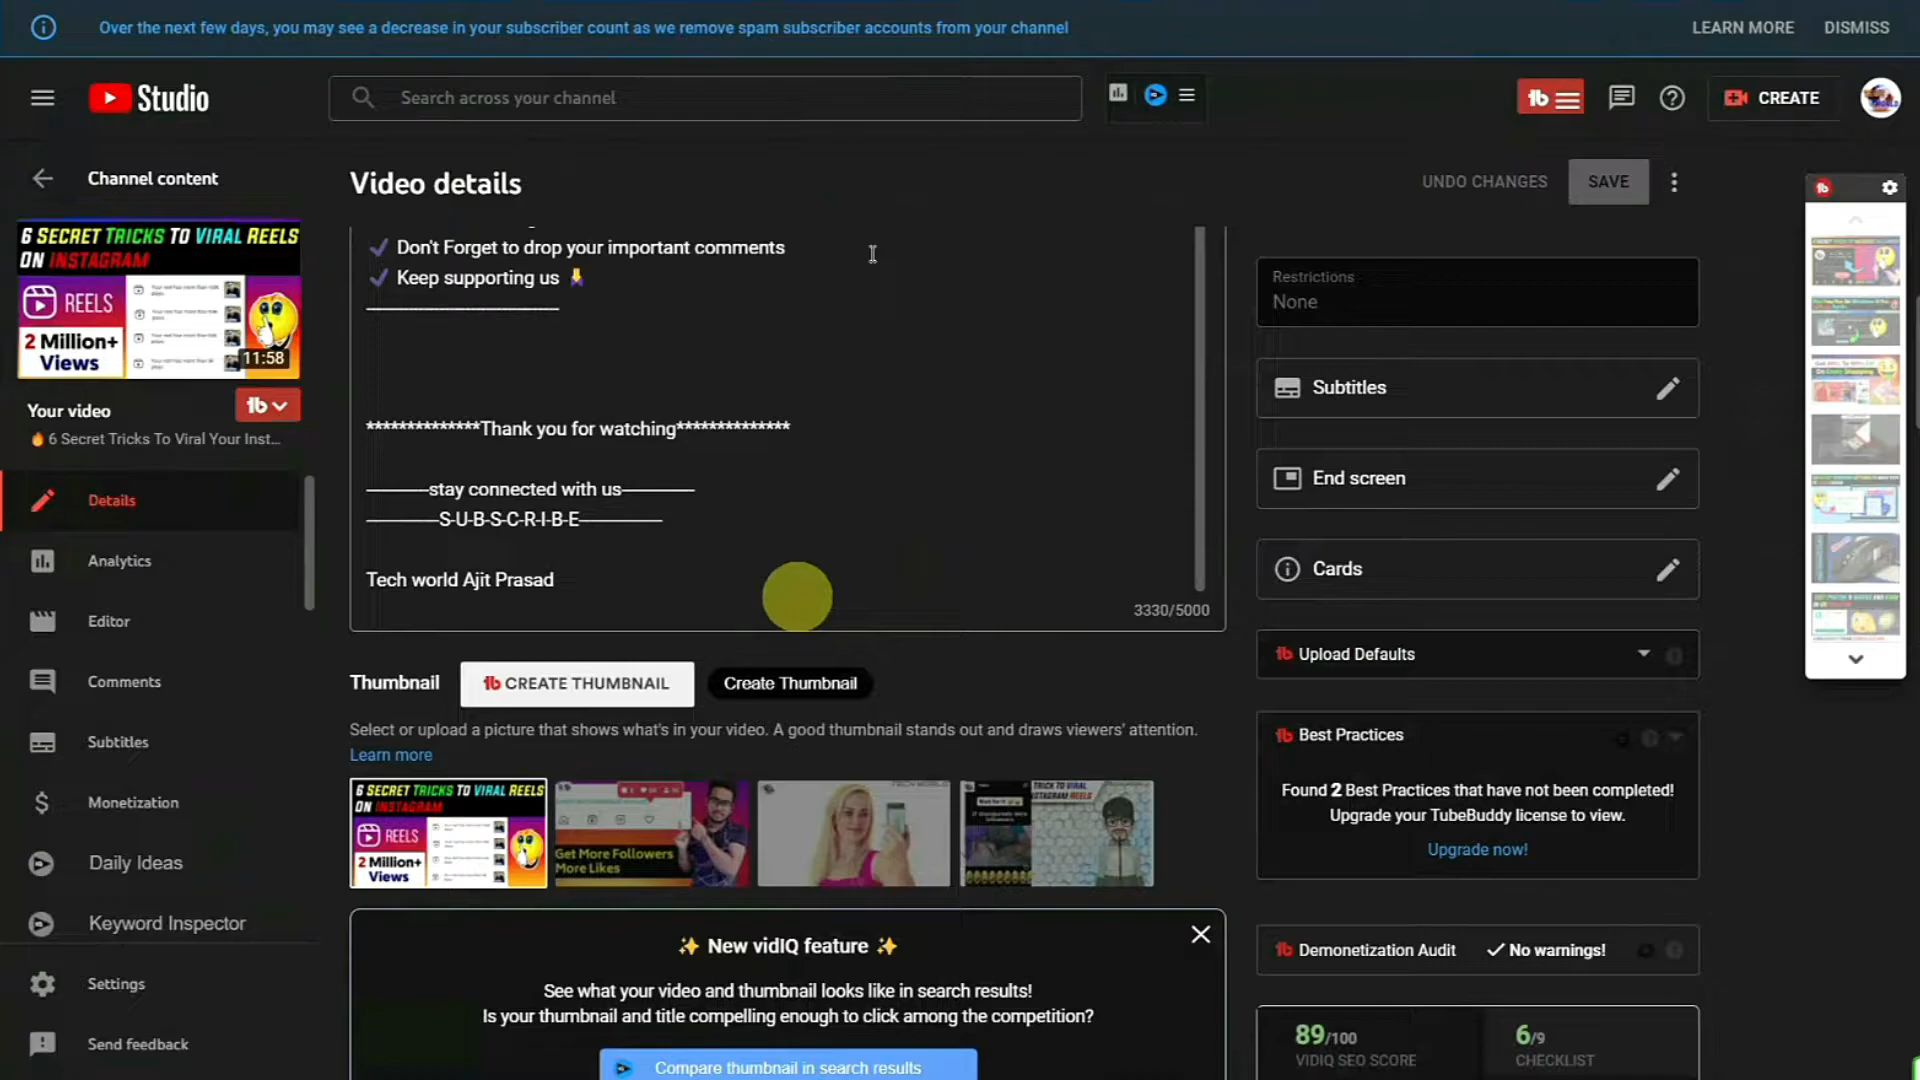 Over the next few days, you may see a decrease in your subscriber count as we remove spam subscriber accounts from your channel
LEARN MORE
DISMISS
Studio
Search across your channel
CREATE
Channel content
Video details
UNDO CHANGES
SAVE
6 SECRET TRICKS TO VIRAL REELS
ON INSTAGRAM
REELS
2 Million+
Views
11:58
Your video
🔥6 Secret Tricks To Viral Your Inst...
Details
Analytics
Editor
Comments
Subtitles
Monetization
Daily Ideas
Keyword Inspector
Settings
Send feedback
✔ Don't Forget to drop your important comments
✔ Keep supporting us
**************Thank you for watching**************
————stay connected with us————
————S-U-B-S-C-R-I-B-E————
Tech world Ajit Prasad
3330/5000
Thumbnail
CREATE THUMBNAIL
Create Thumbnail
Select or upload a picture that shows what's in your video. A good thumbnail stands out and draws viewers' attention.
Learn more
6 SECRET TRICKS TO VIRAL REELS
ON INSTAGRAM
REELS
2 Million+
Views
Get More Followers
More Likes
TRICK TO VIRAL
INSTAGRAM REELS
✨ New vidIQ feature ✨
See what your video and thumbnail looks like in search results!
Is your thumbnail and title compelling enough to click among the competition?
Compare thumbnail in search results
Restrictions
None
Subtitles
End screen
Cards
Upload Defaults
Best Practices
Found 2 Best Practices that have not been completed!
Upgrade your TubeBuddy license to view.
Upgrade now!
Demonetization Audit
No warnings!
89/100
VIDIQ SEO SCORE
6/9
CHECKLIST